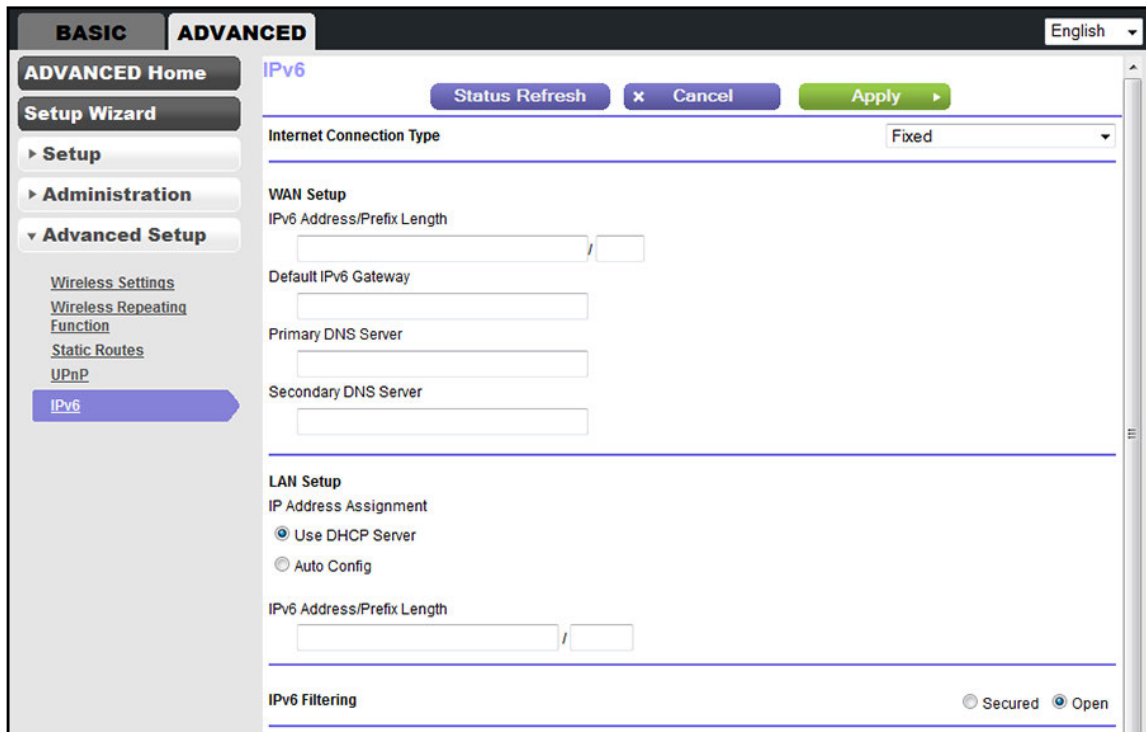 BASIC ADVANCED English
ADVANCED Home
Setup Wizard
Setup
Administration
Advanced Setup
Wireless Settings
Wireless Repeating
Function
Static Routes
UPnP
IPv6
IPv6
Status Refresh × Cancel Apply
Internet Connection Type Fixed
WAN Setup
IPv6 Address/Prefix Length
/
Default IPv6 Gateway
Primary DNS Server
Secondary DNS Server
LAN Setup
IP Address Assignment
Use DHCP Server
Auto Config
IPv6 Address/Prefix Length
/
IPv6 Filtering Secured Open